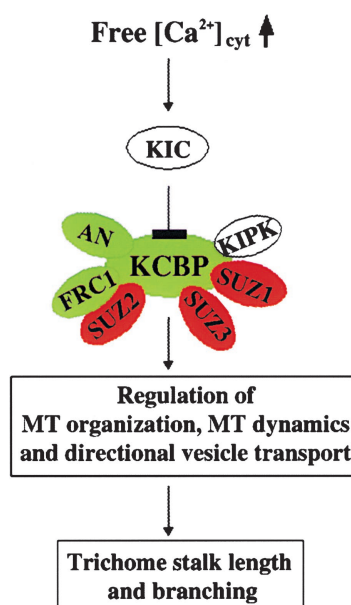 Free [Ca²⁺]cyt
KIC
AN
KIPK
KCBP
FRC1
SUZ1
SUZ2
SUZ3
Regulation of
MT organization, MT dynamics
and directional vesicle transport
Trichome stalk length
and branching